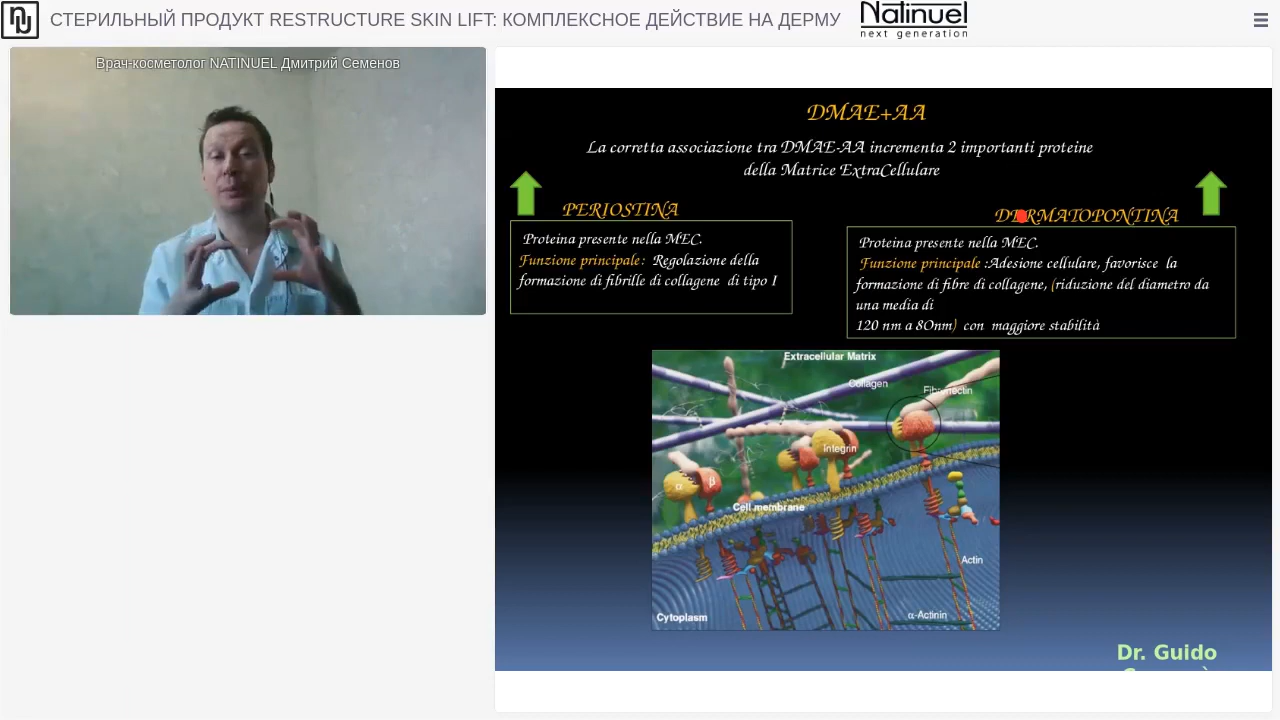 СТЕРИЛЬНЫЙ ПРОДУКТ RESTRUCTURE SKIN LIFT: КОМПЛЕКСНОЕ ДЕЙСТВИЕ НА ДЕРМУ
Natinuel
next generation
Врач-косметолог NATINUEL Дмитрий Семенов
DMAE+AA
La corretta associazione tra DMAE-AA incrementa 2 importanti proteine
della Matrice ExtraCellulare
PERIOSTINA
Proteina presente nella MEC.
Funzione principale: Regolazione della
formazione di fibrille di collagene di tipo I
DERMATOPONTINA
Proteina presente nella MEC.
Funzione principale :Adesione cellulare, favorisce la
formazione di fibre di collagene, (riduzione del diametro da
una media di
120 nm a 8Onm) con maggiore stabilità
Extracellular Matrix
Collagen
Fibronectin
Integrin
α
β
Cell membrane
Actin
α-Actinin
Cytoplasm
Dr. Guido